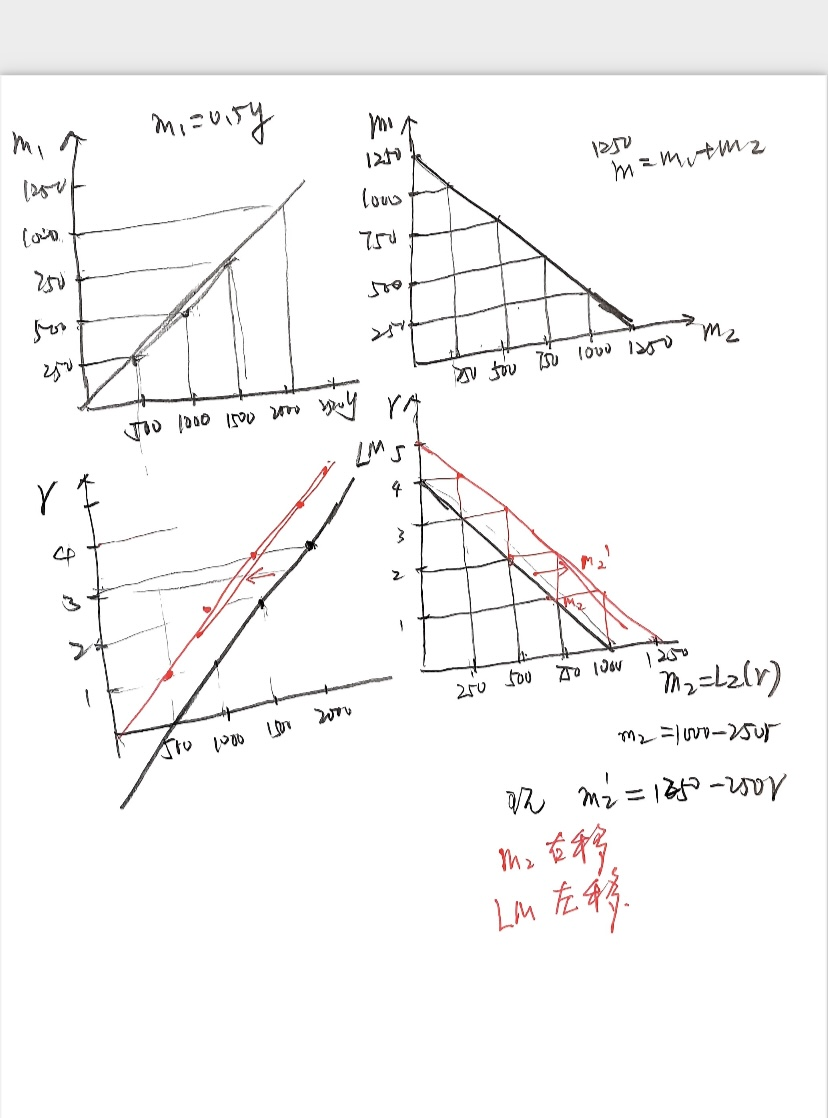 m₁=0.5y
m₁
1250
1000
750
500
250
500 1000 1500 2000 2500 y
m₁
1250
1000
750
500
250
250 500 750 1000 1250 m₂
1250
m=m₁+m₂
r
4
3
2
1
500 1000 1500 2000
LM
r
5
4
3
2
1
m₂'
m₂
250 500 750 1000 1250
m₂=L₂(r)
m₂=1000-250r
m₂'=1250-250r
m₂ 右移
LM 左移.